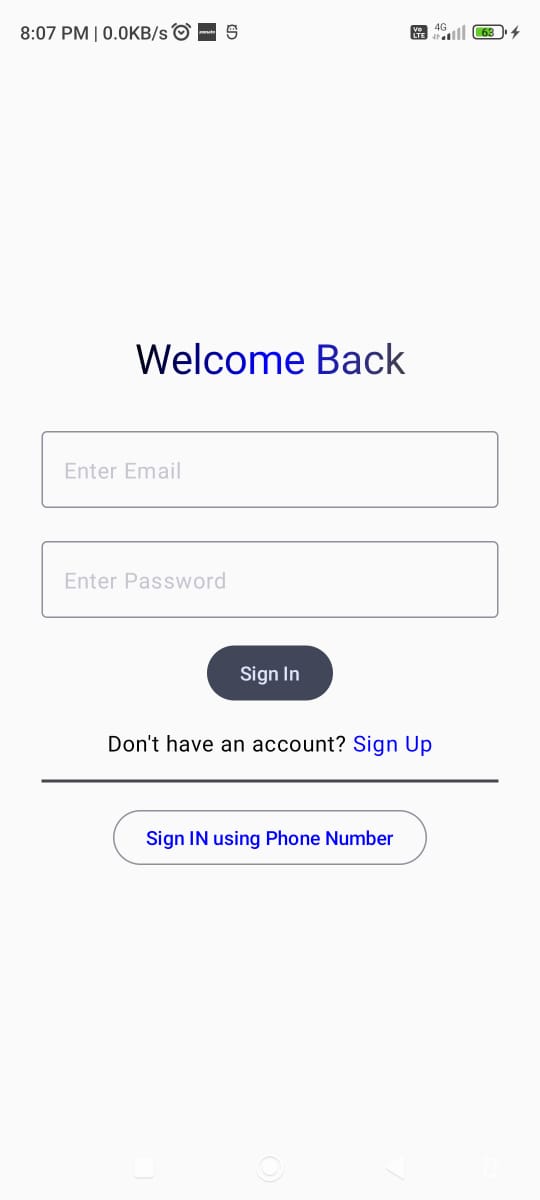 8:07 PM | 0.0KB/s
Vo LTE 4G 63
Welcome Back
Enter Email
Enter Password
Sign In
Don't have an account? Sign Up
Sign IN using Phone Number